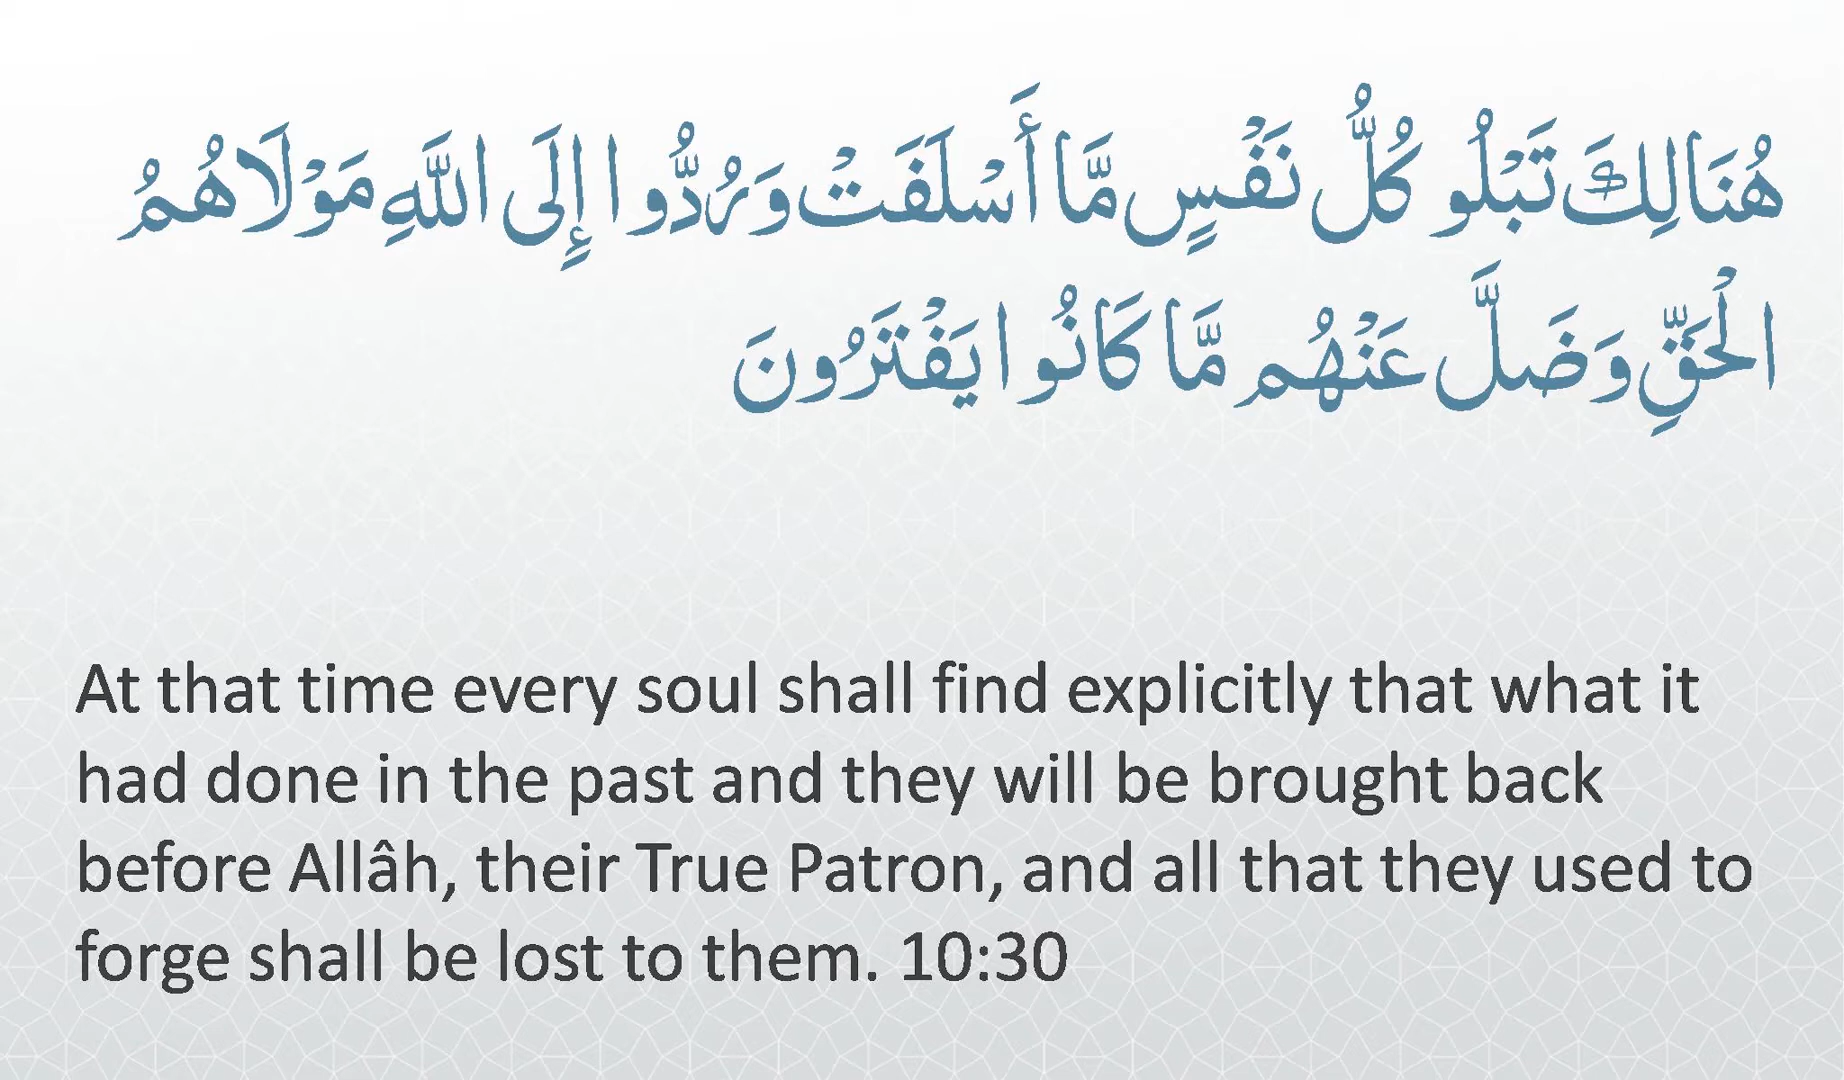 هُنَالِكَ تَبْلُو كُلُّ نَفْسٍ مَّا أَسْلَفَتْ وَرُدُّوا إِلَى اللَّهِ مَوْلَاهُمُ
الْحَقِّ وَضَلَّ عَنْهُم مَّا كَانُوا يَفْتَرُونَ
At that time every soul shall find explicitly that what it
had done in the past and they will be brought back
before Allâh, their True Patron, and all that they used to
forge shall be lost to them. 10:30